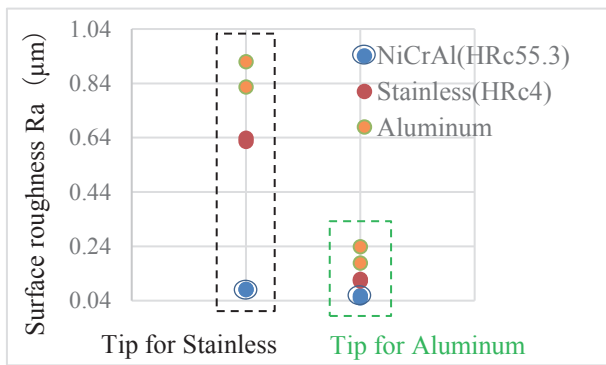 Surface roughness Ra （μm）
1.04
0.84
0.64
0.44
0.24
0.04
NiCrAl(HRc55.3)
Stainless(HRc4)
Aluminum
Tip for Stainless
Tip for Aluminum